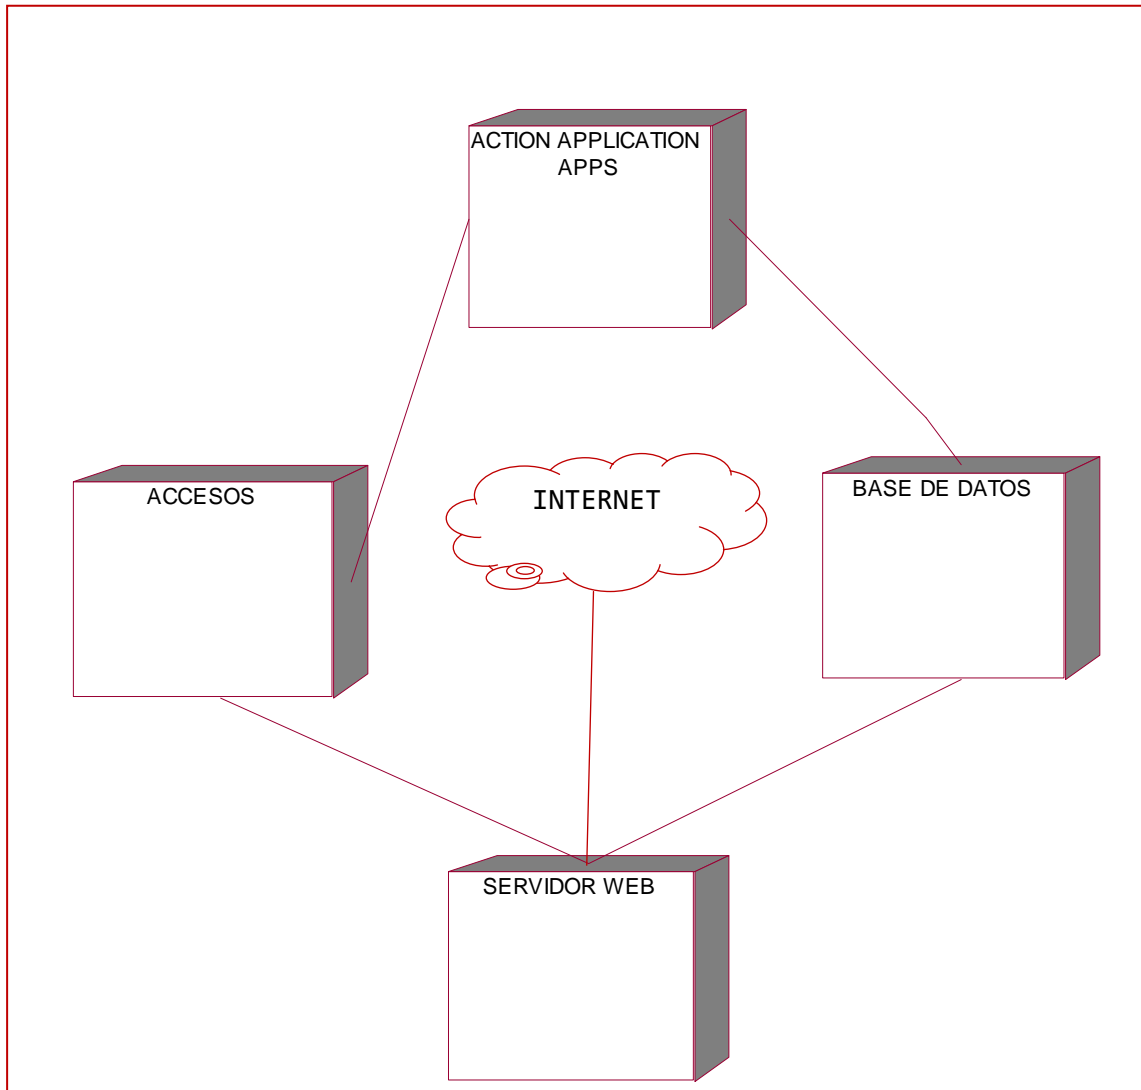 ACTION APPLICATION
APPS
ACCESOS
INTERNET
BASE DE DATOS
SERVIDOR WEB